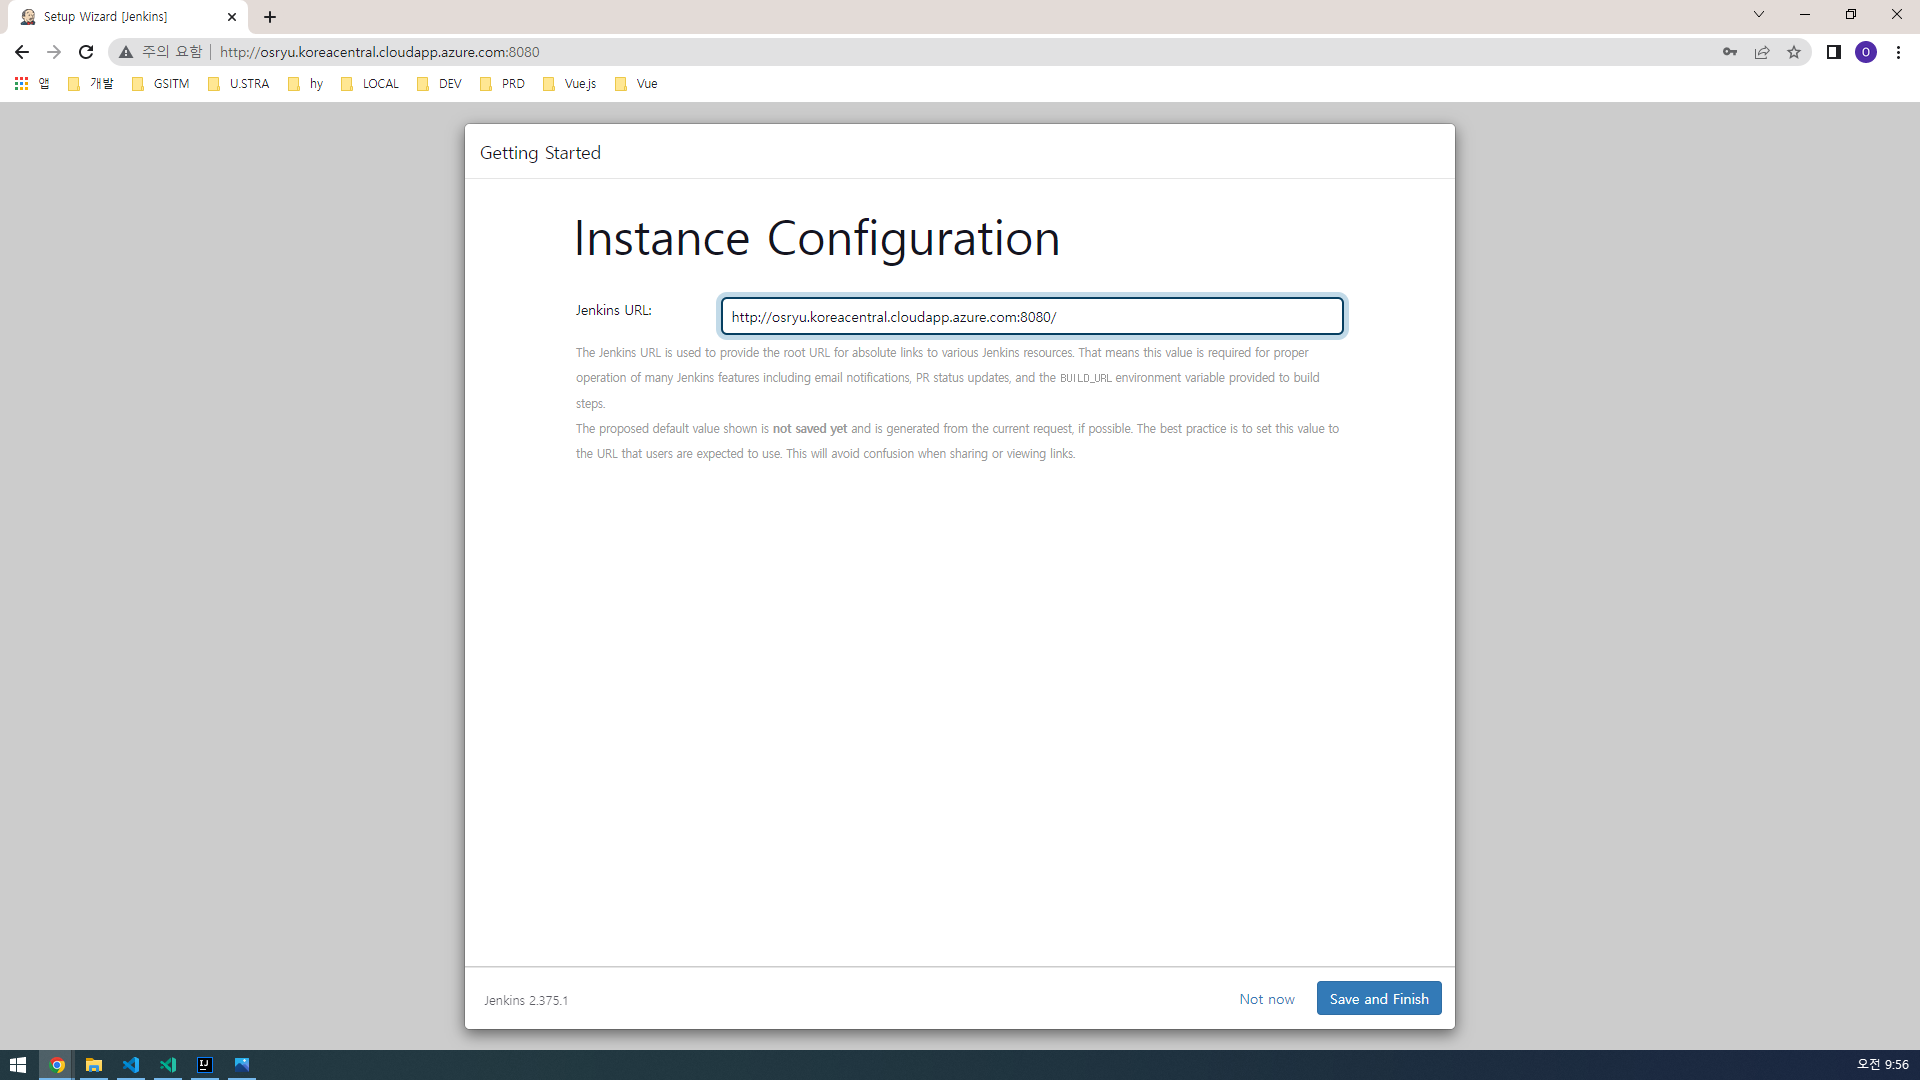 Setup Wizard [Jenkins]
주의 요함
http://osryu.koreacentral.cloudapp.azure.com:8080
O
앱
개발
GSITM
U.STRA
hy
LOCAL
DEV
PRD
Vue.js
Vue
Getting Started
Instance Configuration
Jenkins URL:
http://osryu.koreacentral.cloudapp.azure.com:8080/
The Jenkins URL is used to provide the root URL for absolute links to various Jenkins resources. That means this value is required for proper
operation of many Jenkins features including email notifications, PR status updates, and the BUILD_URL environment variable provided to build
steps.
The proposed default value shown is not saved yet and is generated from the current request, if possible. The best practice is to set this value to
the URL that users are expected to use. This will avoid confusion when sharing or viewing links.
Jenkins 2.375.1
Not now
Save and Finish
IJ
오전 9:56